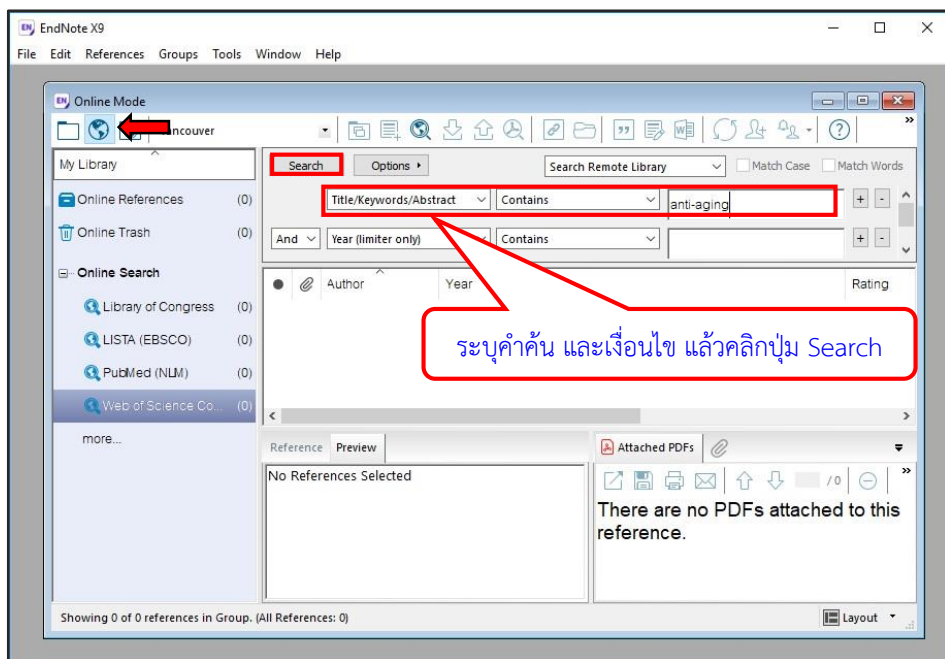 EndNote X9
File Edit References Groups Tools Window Help
Online Mode
Vancouver
My Library
Search Options Search Remote Library Match Case Match Words
Title/Keywords/Abstract Contains anti-aging + -
And Year (limiter only) Contains + -
Online References (0)
Online Trash (0)
Online Search
Library of Congress (0)
LISTA (EBSCO) (0)
PubMed (NLM) (0)
Web of Science Co... (0)
more...
Author Year Rating
ระบุคำค้น และเงื่อนไข แล้วคลิกปุ่ม Search
Reference Preview
No References Selected
Attached PDFs
/0
There are no PDFs attached to this
reference.
Showing 0 of 0 references in Group. (All References: 0)
Layout